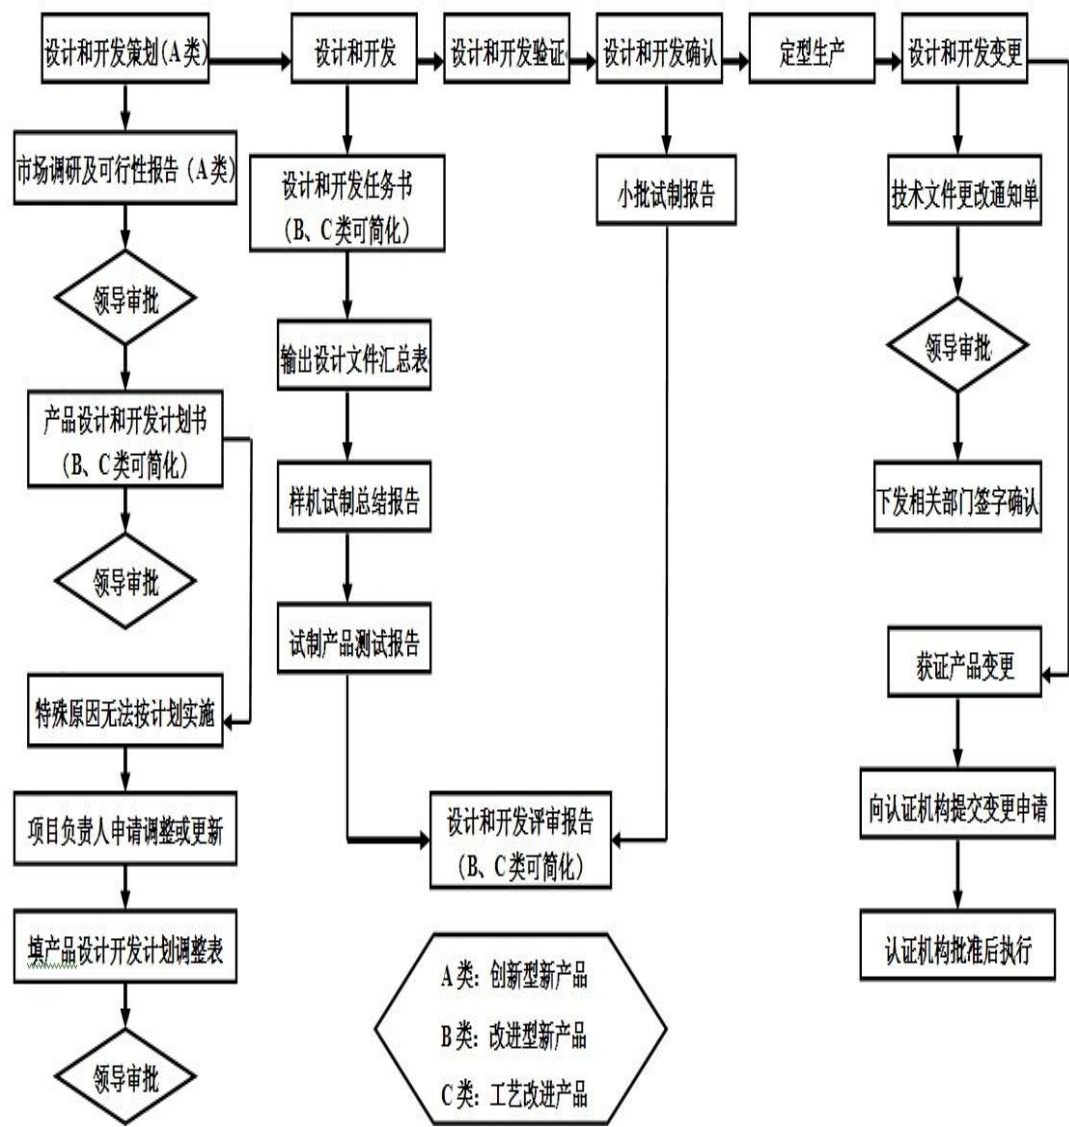 设计和开发策划(A 类)
设计和开发
设计和开发验证
设计和开发确认
定型生产
设计和开发变更
市场调研及可行性报告（A 类）
领导审批
产品设计和开发计划书
（B、C 类可简化）
领导审批
特殊原因无法按计划实施
项目负责人申请调整或更新
填产品设计开发计划调整表
领导审批
设计和开发任务书
（B、C 类可简化）
输出设计文件汇总表
样机试制总结报告
试制产品测试报告
小批试制报告
设计和开发评审报告
（B、C 类可简化）
技术文件更改通知单
领导审批
下发相关部门签字确认
获证产品变更
向认证机构提交变更申请
认证机构批准后执行
A 类：创新型新产品
B 类：改进型新产品
C 类：工艺改进产品